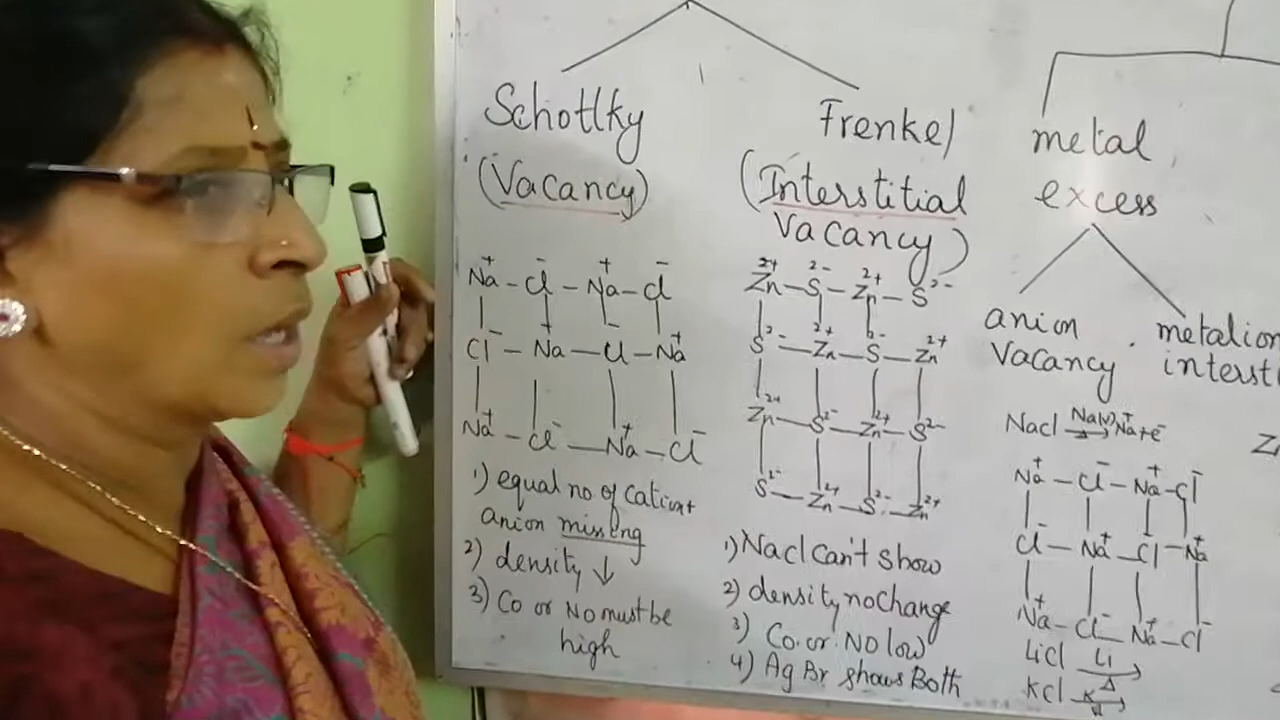 Schottky
(Vacancy)
Na⁺ – Cl⁻ – Na⁺ – Cl⁻
Cl⁻ – Na⁺ – Cl⁻ – Na⁺
Na⁺ – Cl⁻ – Na⁺ – Cl⁻
1) equal no of cation +
anion missing
2) density ↓
3) Co or No must be
high
Frenkel
(Interstitial
Vacancy)
Zn²⁺ – S²⁻ – Zn²⁺ – S²⁻
S²⁻ – Zn²⁺ – S²⁻ – Zn²⁺
Zn²⁺ – S²⁻ – Zn²⁺ – S²⁻
S²⁻ – Zn²⁺ – S²⁻ – Zn²⁺
1) Nacl can't show
2) density no change
3) Co. or. No low
4) AgBr shows Both
metal
excess
anion
Vacancy
metal ion
interst
Nacl Na(v) → Δ Na⁺+e⁻
Na⁺ – Cl⁻ – Na⁺ – Cl⁻
Cl⁻ – Na⁺ – Cl⁻ – Na⁺
Na⁺ – Cl⁻ – Na⁺ – Cl⁻
LiCl Li → Δ
KCl K → Δ